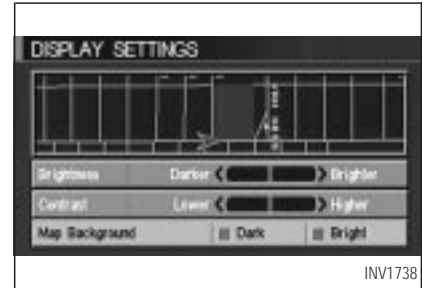 DISPLAY SETTINGS
Brightness Darker Brighter
Contrast Lower Higher
Map Background Dark Bright
INV1738